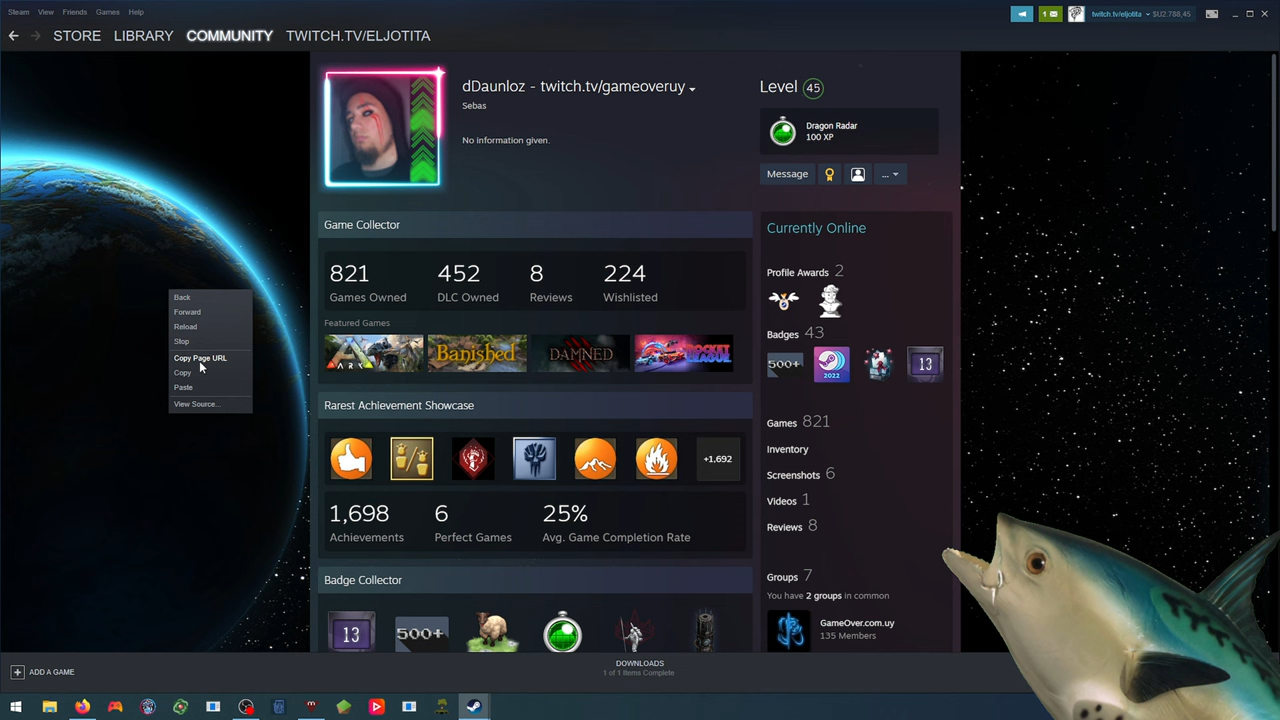 Steam View Friends Games Help
1
twitch.tv/eljotita $U2.788,45
STORE LIBRARY COMMUNITY TWITCH.TV/ELJOTITA
dDaunloz - twitch.tv/gameoveruy
Sebas
No information given.
Level 45
Dragon Radar
100 XP
Message
...
Game Collector
821 452 8 224
Games Owned DLC Owned Reviews Wishlisted
Featured Games
ARK Banished DAMNED ROCKET LEAGUE
Rarest Achievement Showcase
+1,692
1,698 6 25%
Achievements Perfect Games Avg. Game Completion Rate
Badge Collector
13 500+
Currently Online
Profile Awards 2
Badges 43
500+ 2022 13
Games 821
Inventory
Screenshots 6
Videos 1
Reviews 8
Groups 7
You have 2 groups in common
GameOver.com.uy
135 Members
Back
Forward
Reload
Stop
Copy Page URL
Copy
Paste
View Source...
ADD A GAME
DOWNLOADS
1 of 1 Items Complete